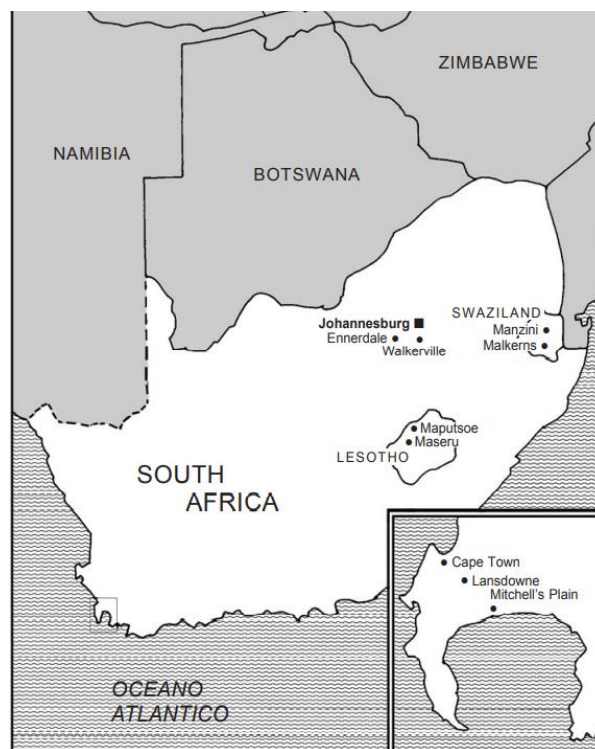 ZIMBABWE
NAMIBIA
BOTSWANA
SWAZILAND
Johannesburg
Manzini
Ennerdale
Malkerns
Walkerville
Maputsoe
Maseru
LESOTHO
SOUTH
AFRICA
Cape Town
Lansdowne
Mitchell's Plain
OCEANO
ATLANTICO